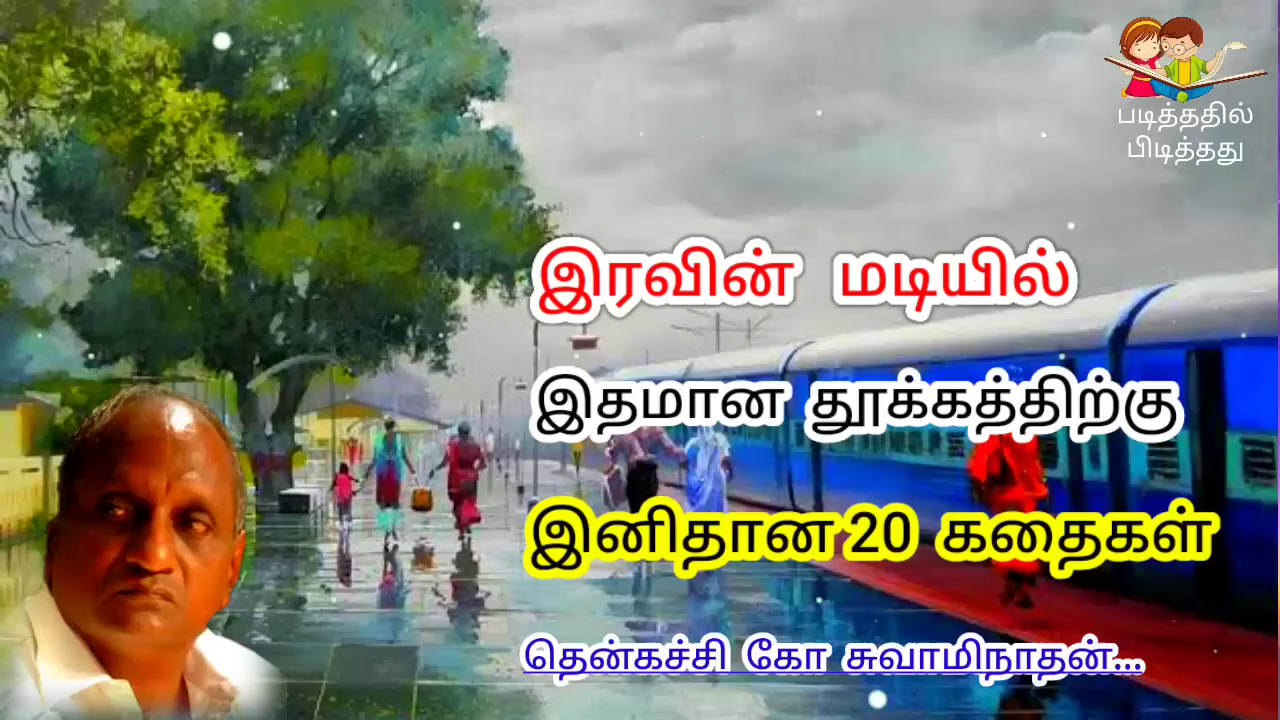 படித்ததில்
பிடித்தது
இரவின் மடியில்
இதமான தூக்கத்திற்கு
இனிதான 20 கதைகள்
தென்கச்சி கோ சுவாமிநாதன்...